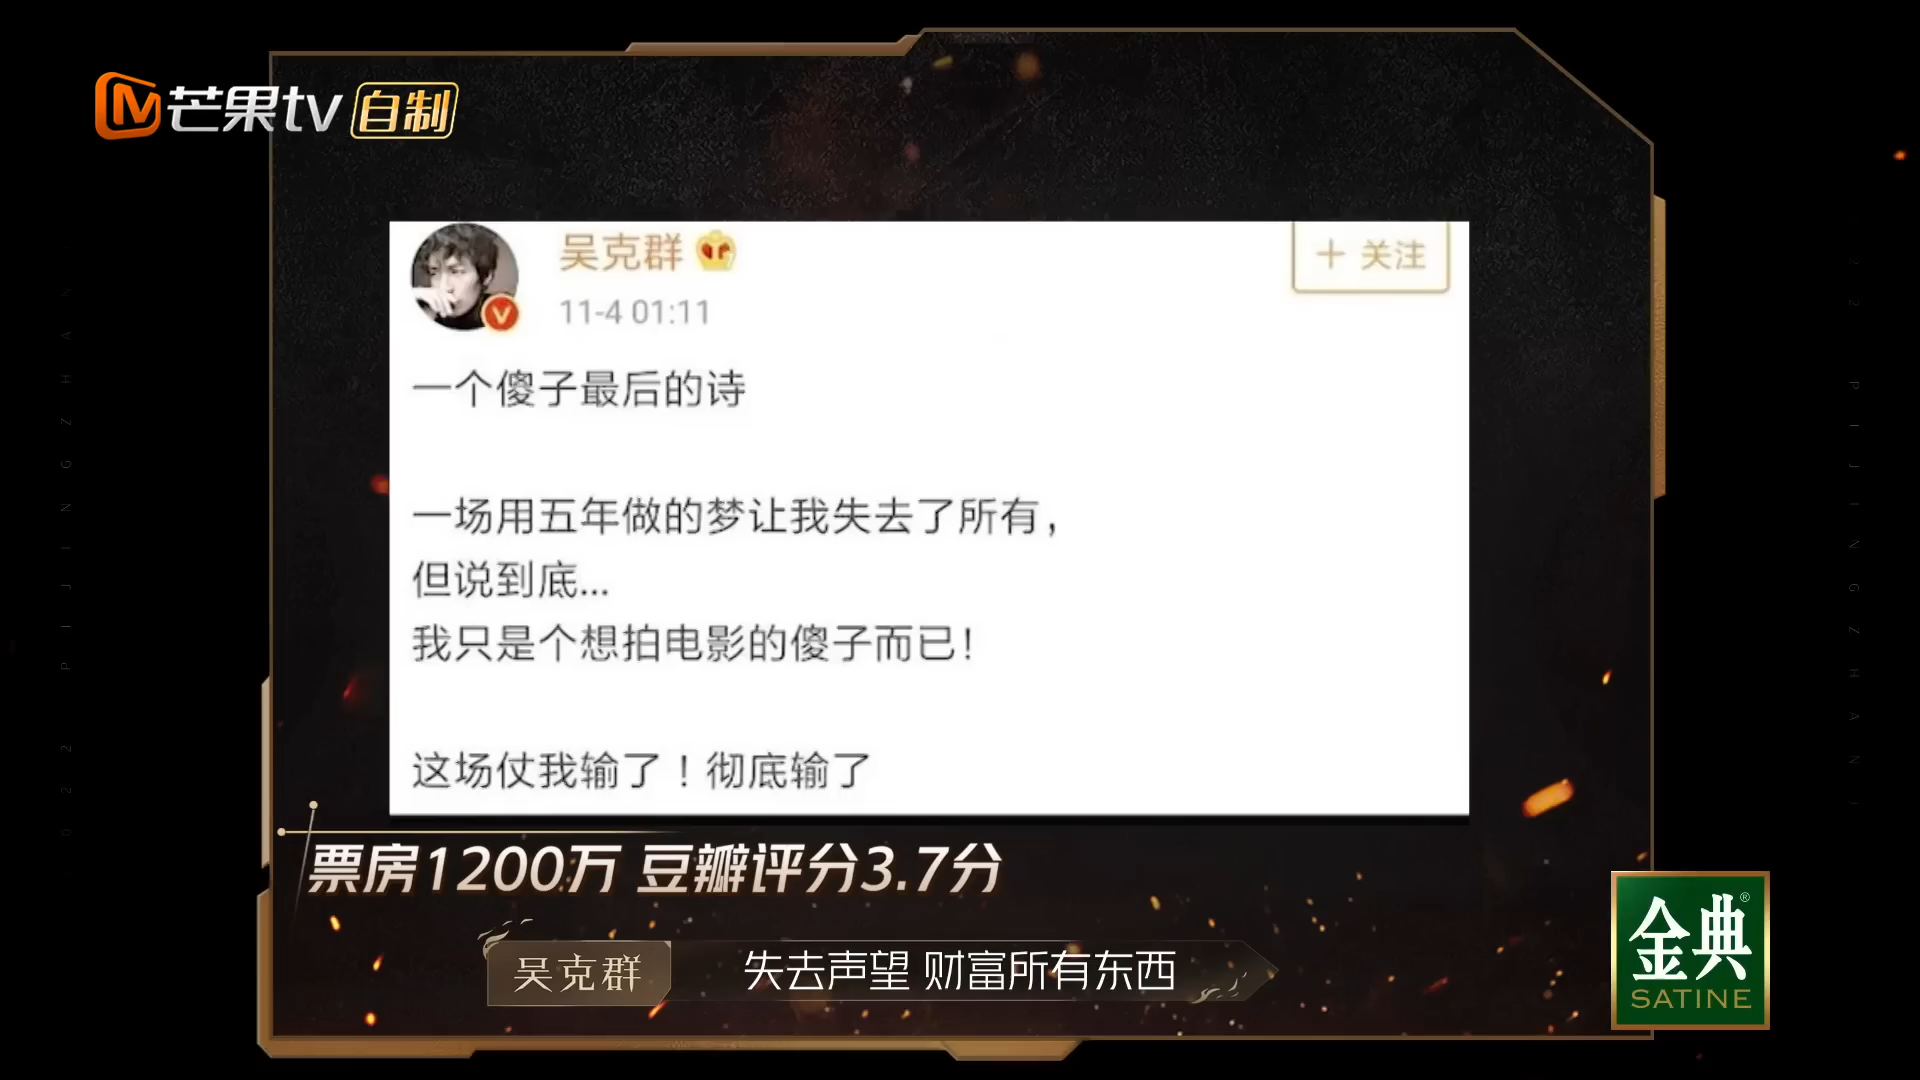 芒果tv 自制
吴克群
+ 关注
11-4 01:11
一个傻子最后的诗
一场用五年做的梦让我失去了所有，
但说到底...
我只是个想拍电影的傻子而已！
这场仗我输了！彻底输了
票房1200万 豆瓣评分3.7分
吴克群
失去声望 财富所有东西
金典®
SATINE